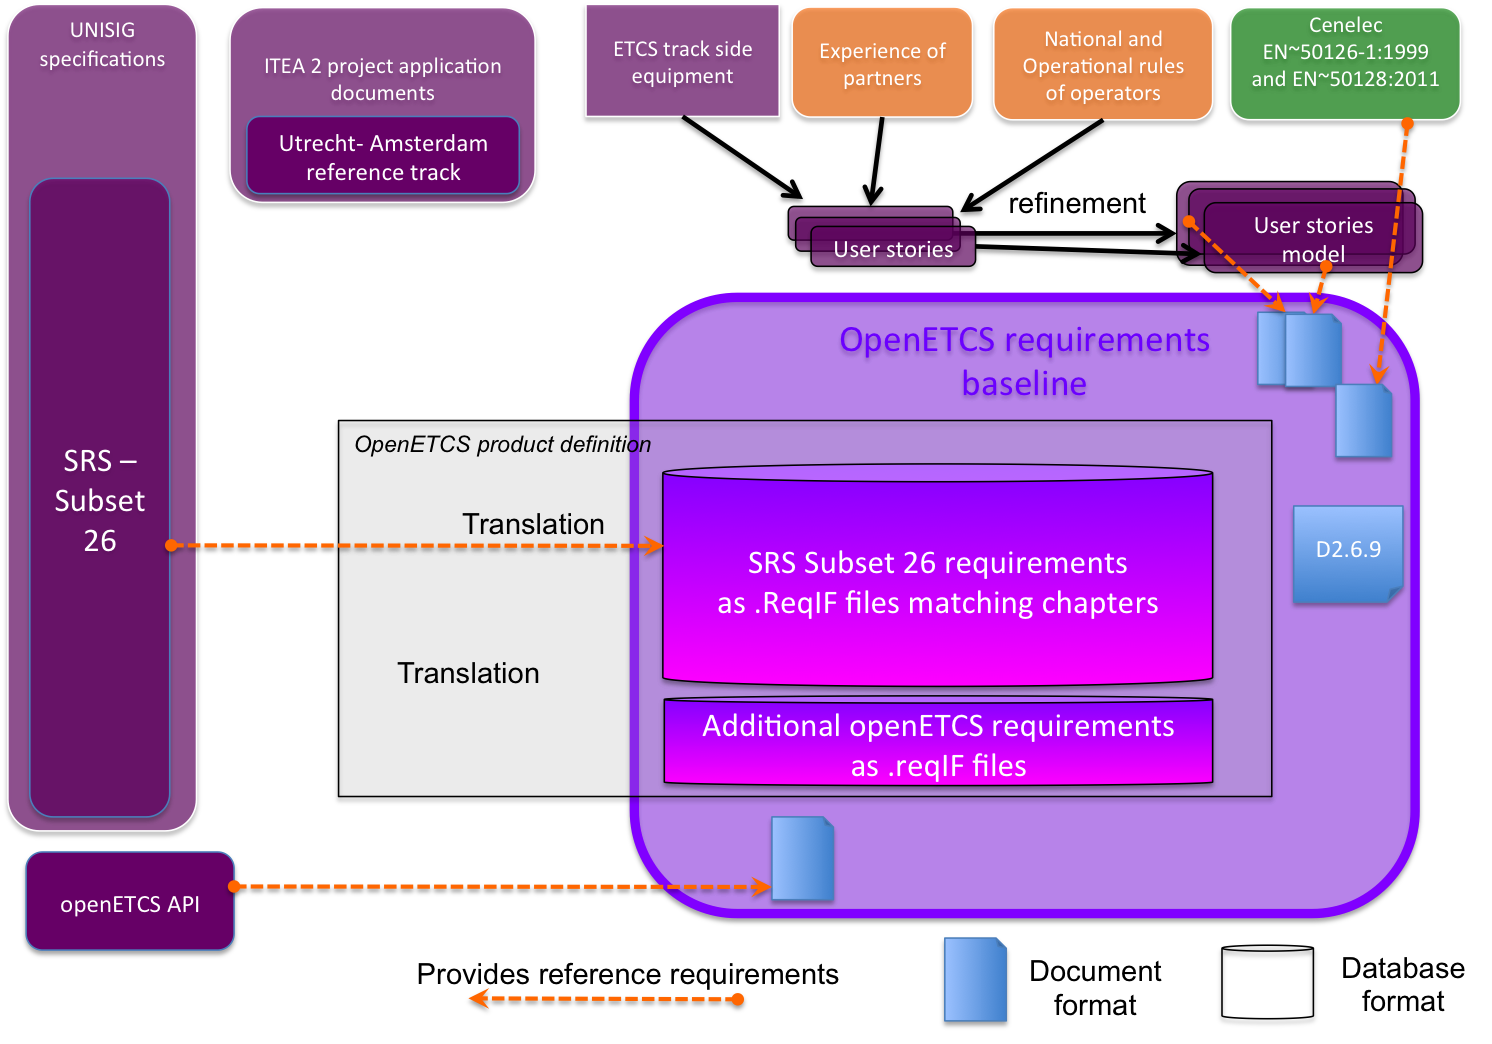 UNISIG
specifications
ITEA 2 project application
documents
Utrecht- Amsterdam
reference track
ETCS track side
equipment
Experience of
partners
National and
Operational rules
of operators
Cenelec
EN~50126-1:1999
and EN~50128:2011
refinement
User stories
User stories
model
OpenETCS requirements
baseline
OpenETCS product definition
SRS –
Subset
26
Translation
SRS Subset 26 requirements
as .ReqIF files matching chapters
D2.6.9
Translation
Additional openETCS requirements
as .reqIF files
openETCS API
Provides reference requirements
Document
format
Database
format